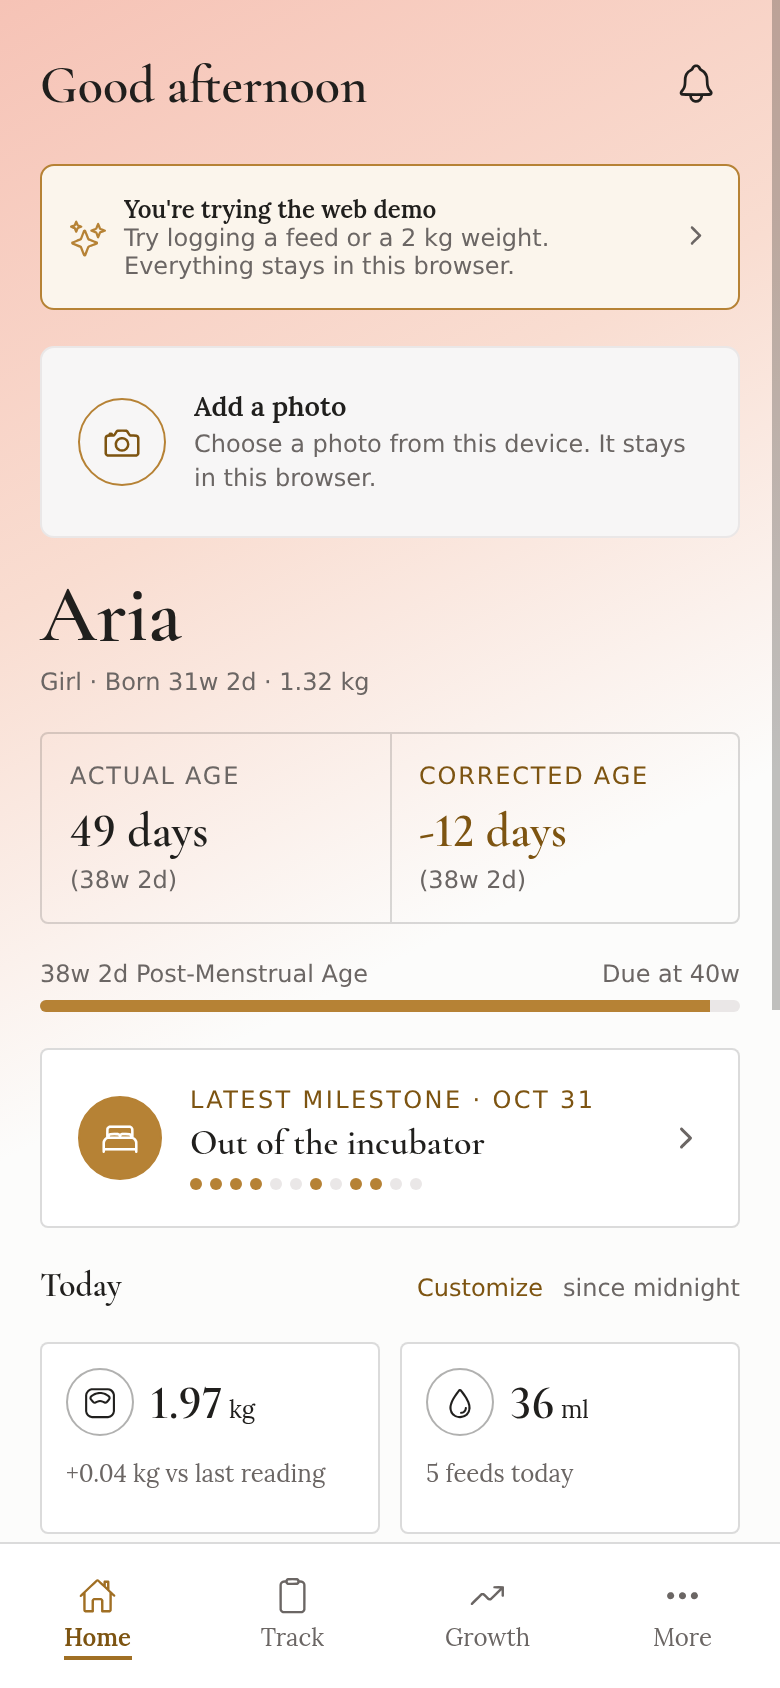 Good afternoon
You're trying the web demo
Try logging a feed or a 2 kg weight.
Everything stays in this browser.
Add a photo
Choose a photo from this device. It stays
in this browser.
Aria
Girl · Born 31w 2d · 1.32 kg
ACTUAL AGE
49 days
(38w 2d)
CORRECTED AGE
-12 days
(38w 2d)
38w 2d Post-Menstrual Age
Due at 40w
LATEST MILESTONE · OCT 31
Out of the incubator
Today
Customize since midnight
1.97 kg
+0.04 kg vs last reading
36 ml
5 feeds today
Home
Track
Growth
More